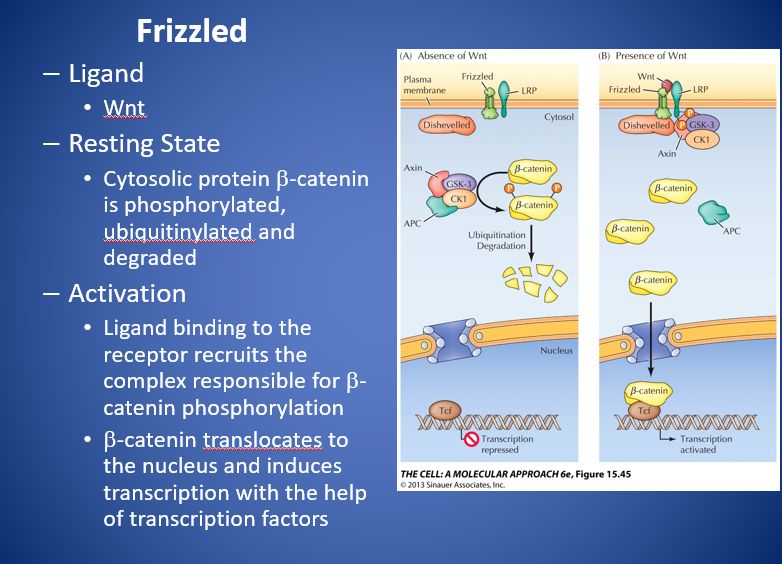 Frizzled
– Ligand
• Wnt
– Resting State
• Cytosolic protein β-catenin
is phosphorylated,
ubiquitinylated and
degraded
– Activation
• Ligand binding to the
receptor recruits the
complex responsible for β-
catenin phosphorylation
• β-catenin translocates to
the nucleus and induces
transcription with the help
of transcription factors
(A) Absence of Wnt
Plasma
membrane
Frizzled
LRP
Cytosol
Dishevelled
Axin
GSK-3
CK1
APC
β-catenin
P
P
β-catenin
Ubiquitination
Degradation
Nucleus
Tcf
Transcription
repressed
(B) Presence of Wnt
Wnt
Frizzled
LRP
Dishevelled
P
P
GSK-3
CK1
Axin
β-catenin
β-catenin
APC
β-catenin
β-catenin
Tcf
Transcription
activated
THE CELL: A MOLECULAR APPROACH 6e, Figure 15.45
© 2013 Sinauer Associates, Inc.